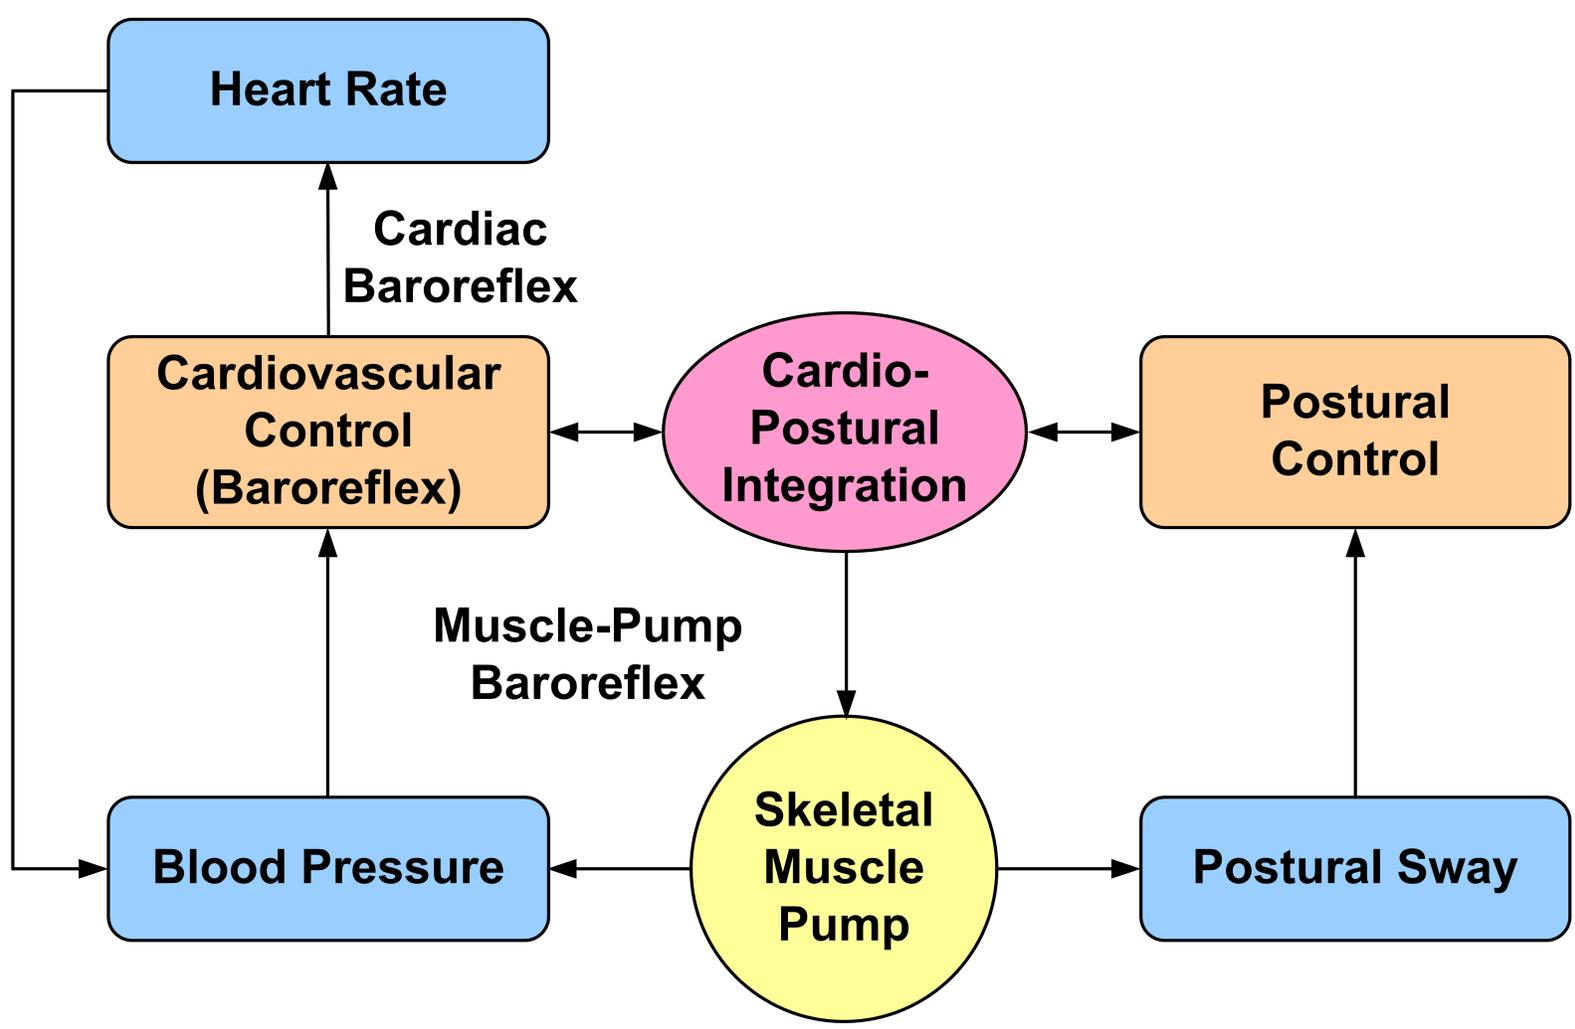 Heart Rate
Cardiac
Baroreflex
Cardiovascular
Control
(Baroreflex)
Cardio-
Postural
Integration
Postural
Control
Muscle-Pump
Baroreflex
Blood Pressure
Skeletal
Muscle
Pump
Postural Sway